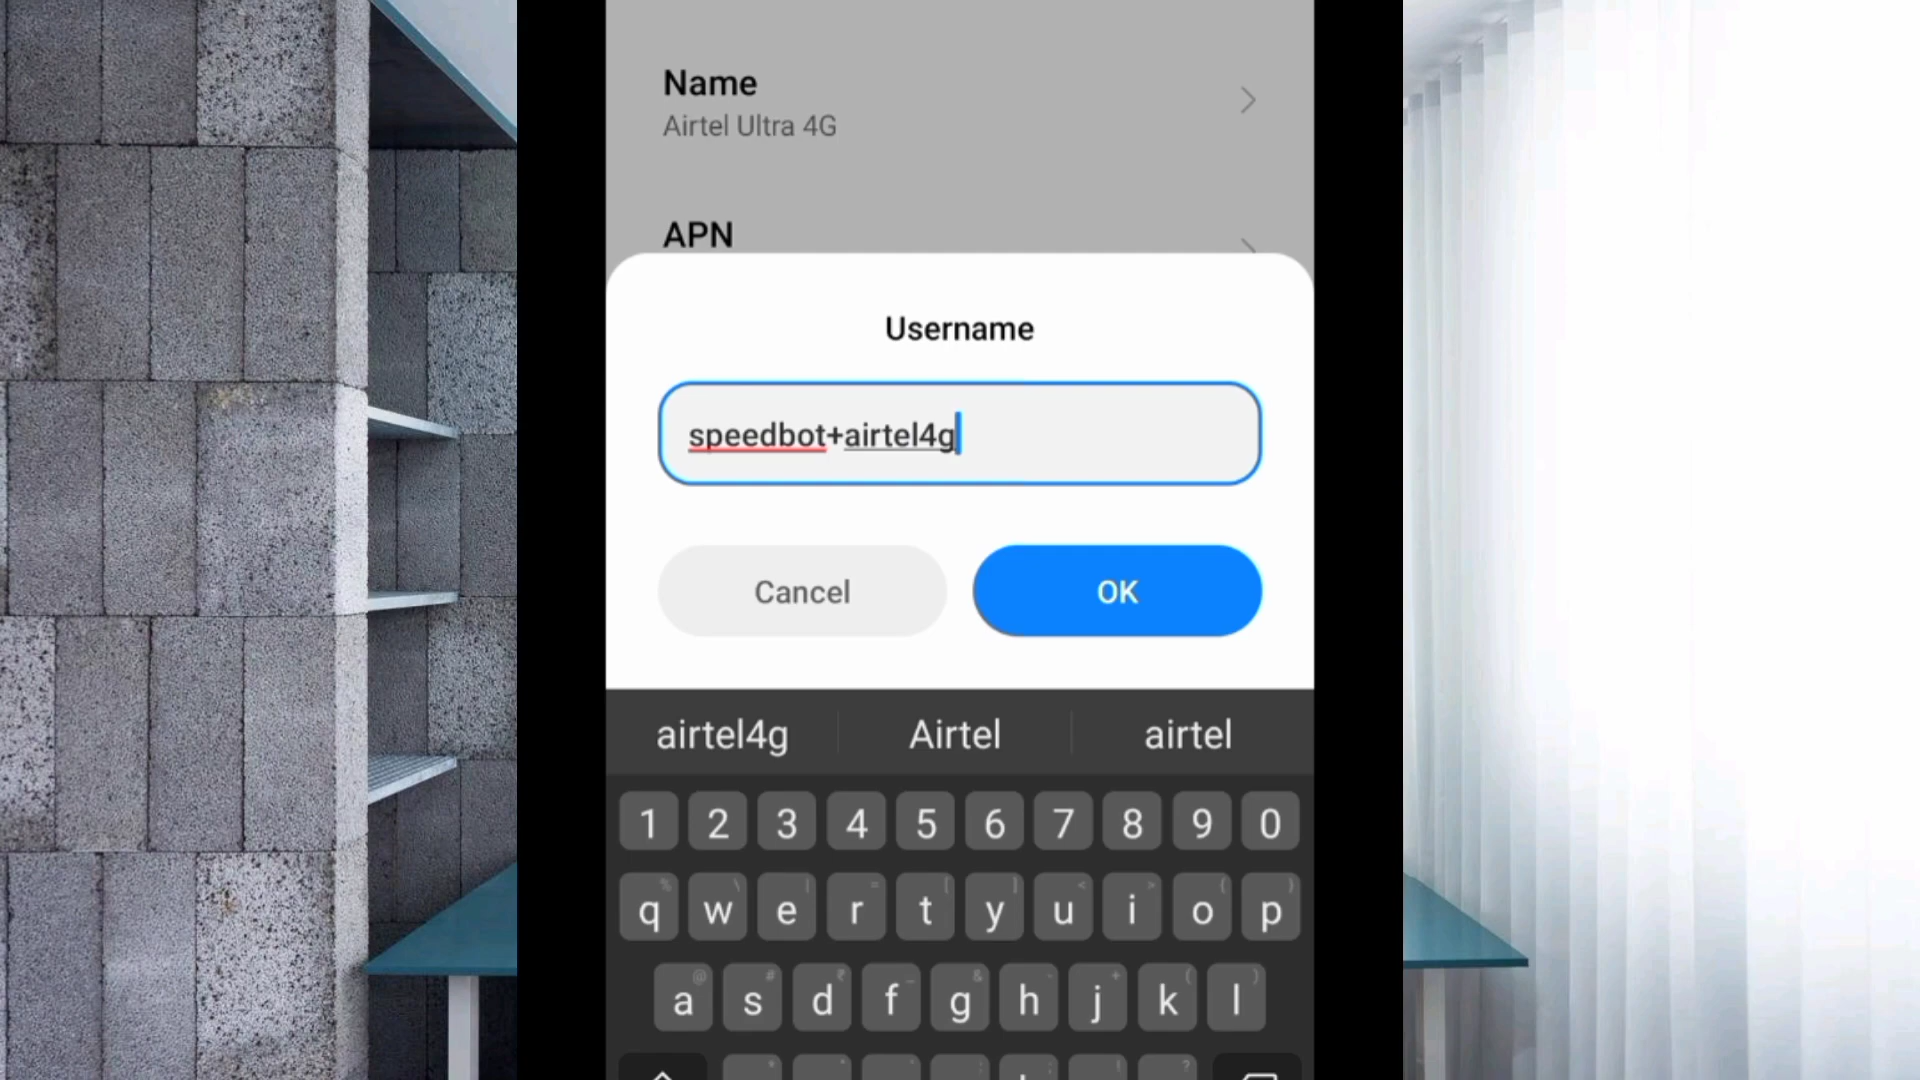 Name
Airtel Ultra 4G
APN
Username
speedbot+airtel4g
Cancel
OK
airtel4g Airtel airtel
1 2 3 4 5 6 7 8 9 0
q w e r t y u i o p
a s d f g h j k l